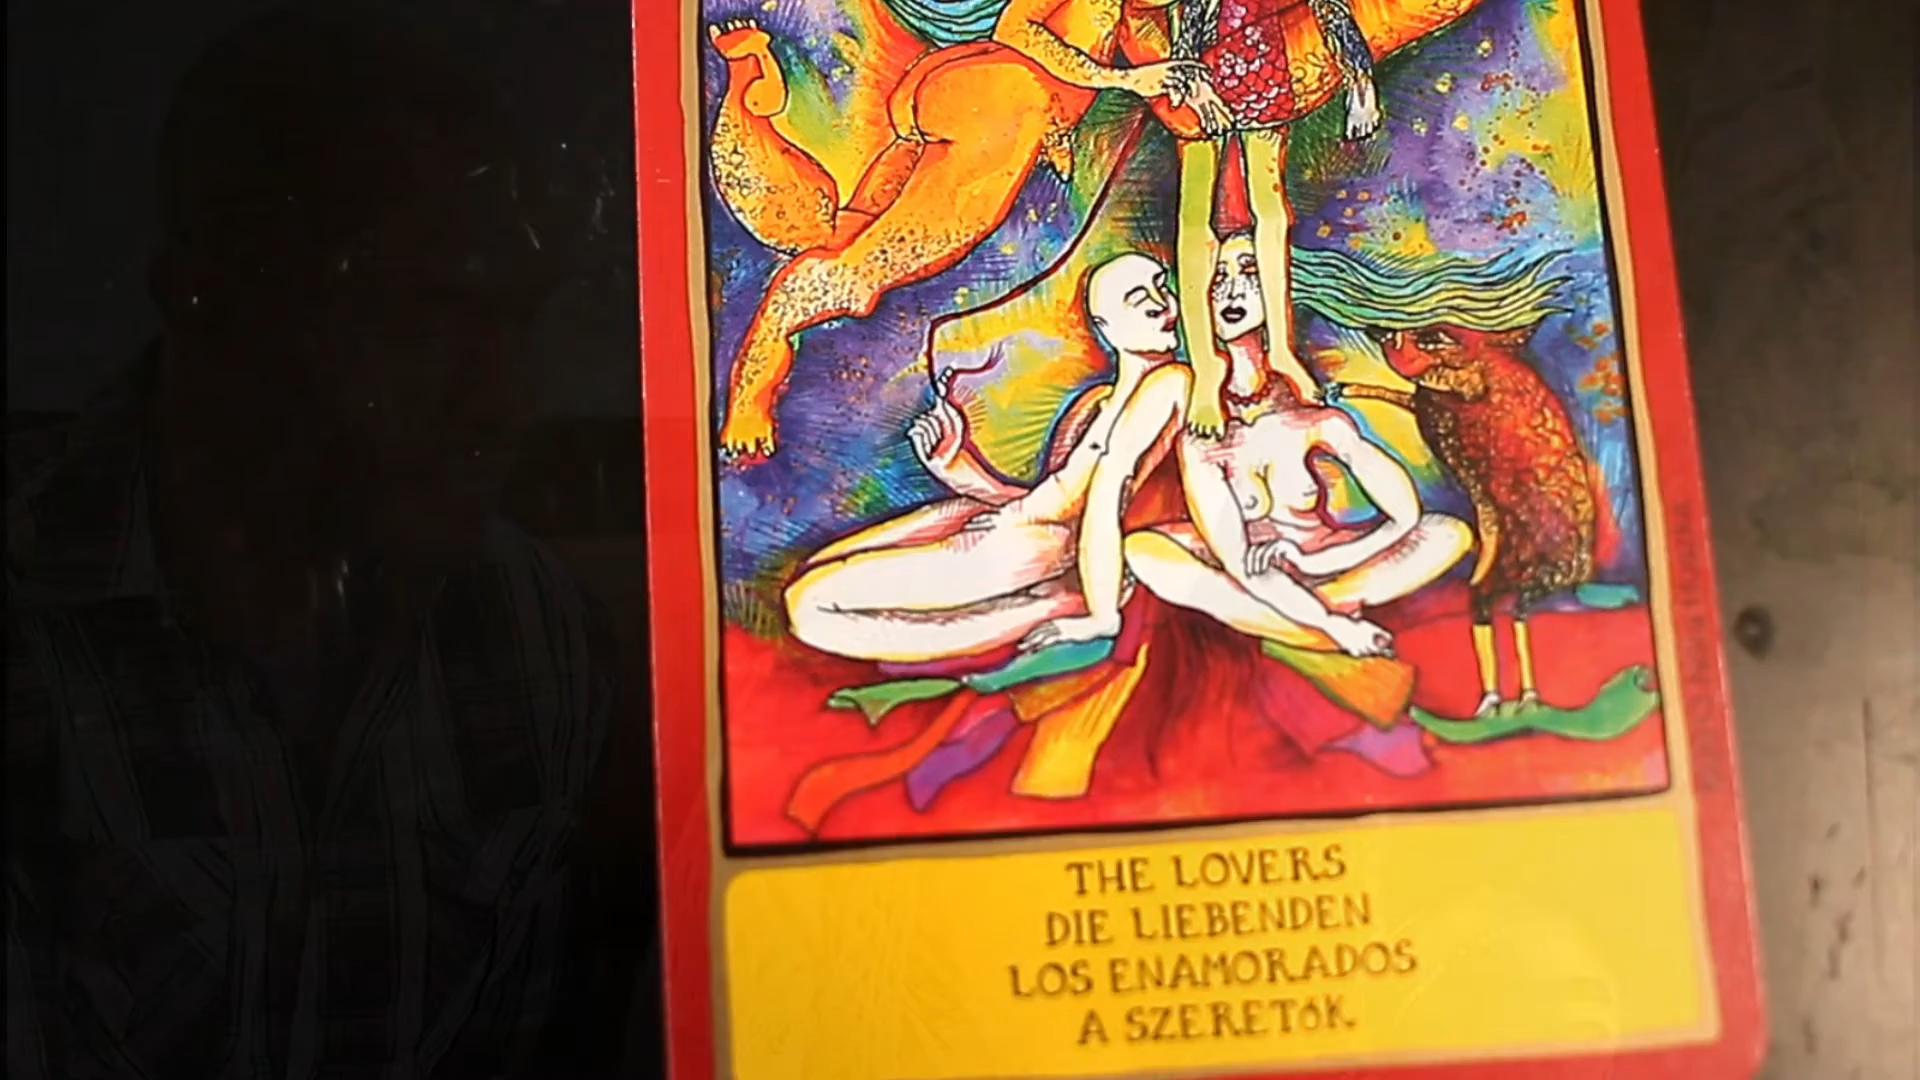 THE LOVERS
DIE LIEBENDEN
LOS ENAMORADOS
A SZERETŐK.